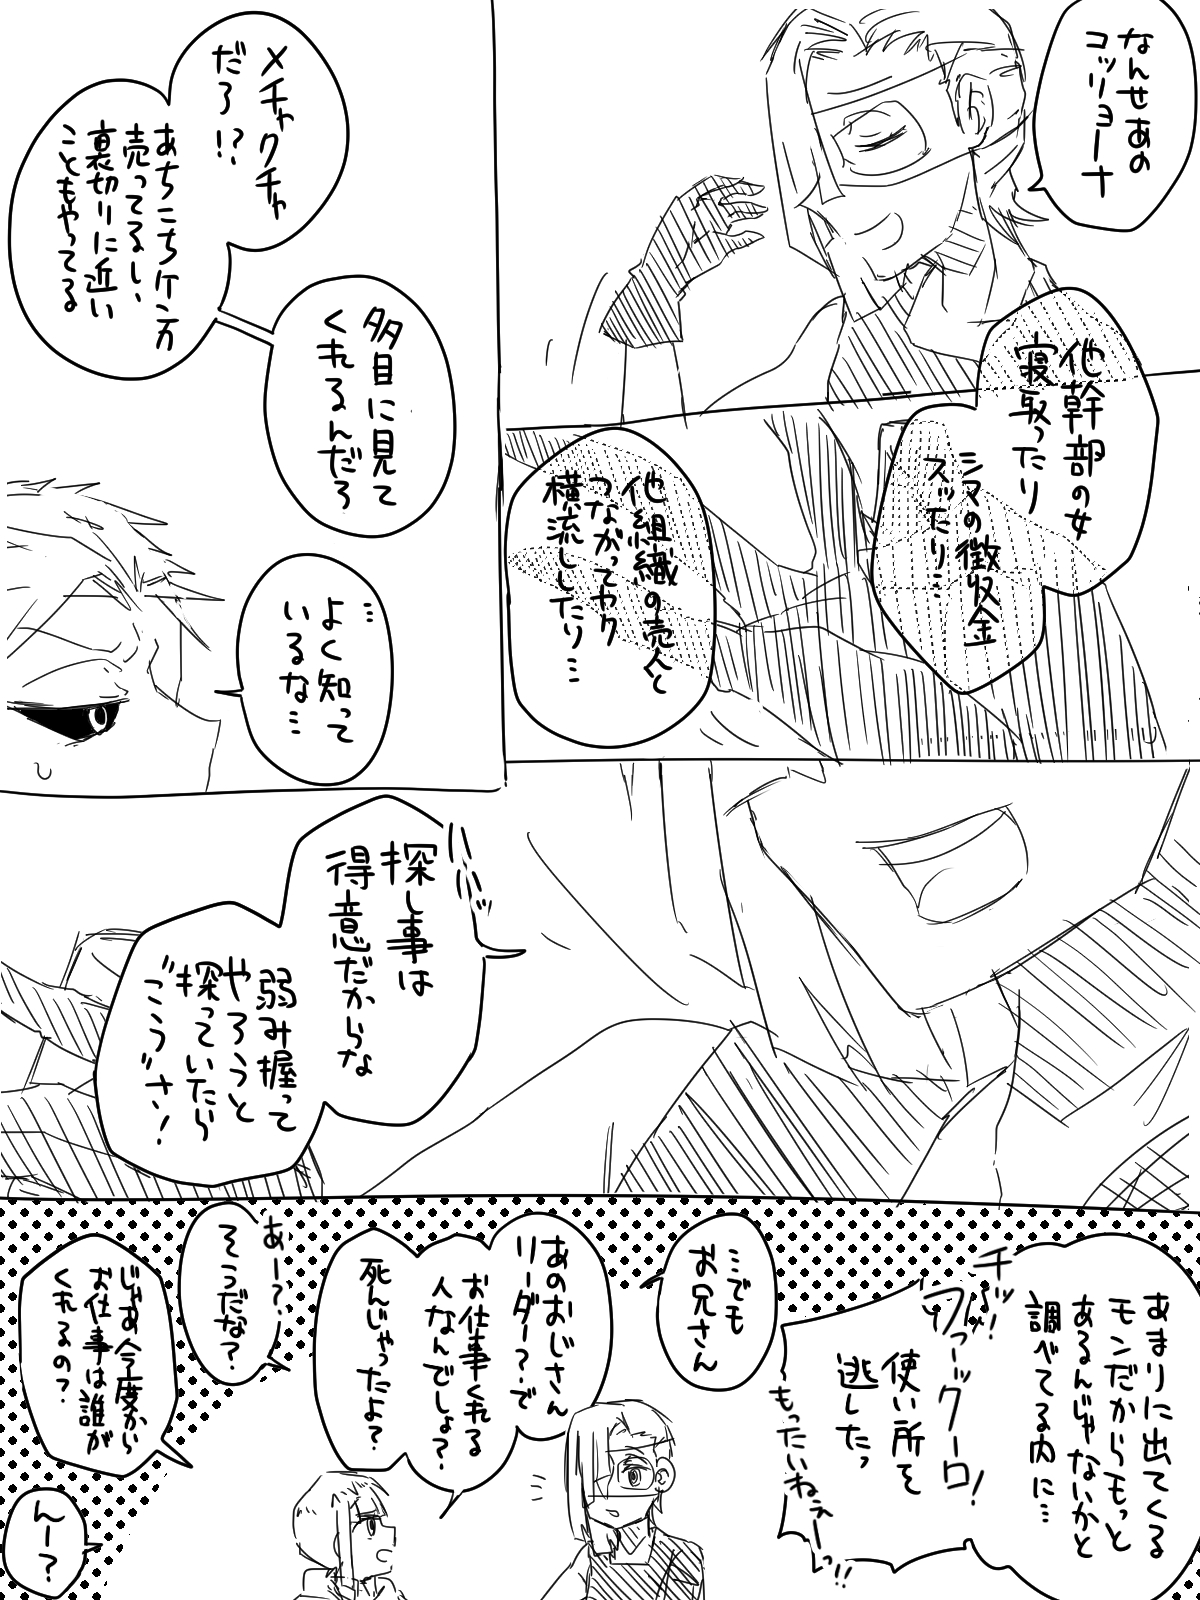 なんせあの
コッリョーナ
他幹部の女
寝取ったり
シマの徴収金
スッたり…
他組織の売人と
つながってヤク
横流ししたり…
メチャクチャ
だろ!?
あちこちケンカ
売ってるし、
裏切りに近い
こともやってる
多目に見て
くれるんだろ
…
よく知って
いるな…
探し事は
得意だからな
弱み握って
やろうと
探っていたら
ごろごろさ!
あまりに出てくる
モンだからもっと
あるんじゃないかと
調べてる内に…
チッ!
ファーックーロ!
使い所を
逃したっ
もったいねぇーっ!!
…でも
お兄さん
あのおじさん
リーダー?で
お仕事くれる
人なんでしょ?
死んじゃったよ?
あー?
そうだな?
じゃあ今度から
お仕事は誰が
くれるの?
んー?